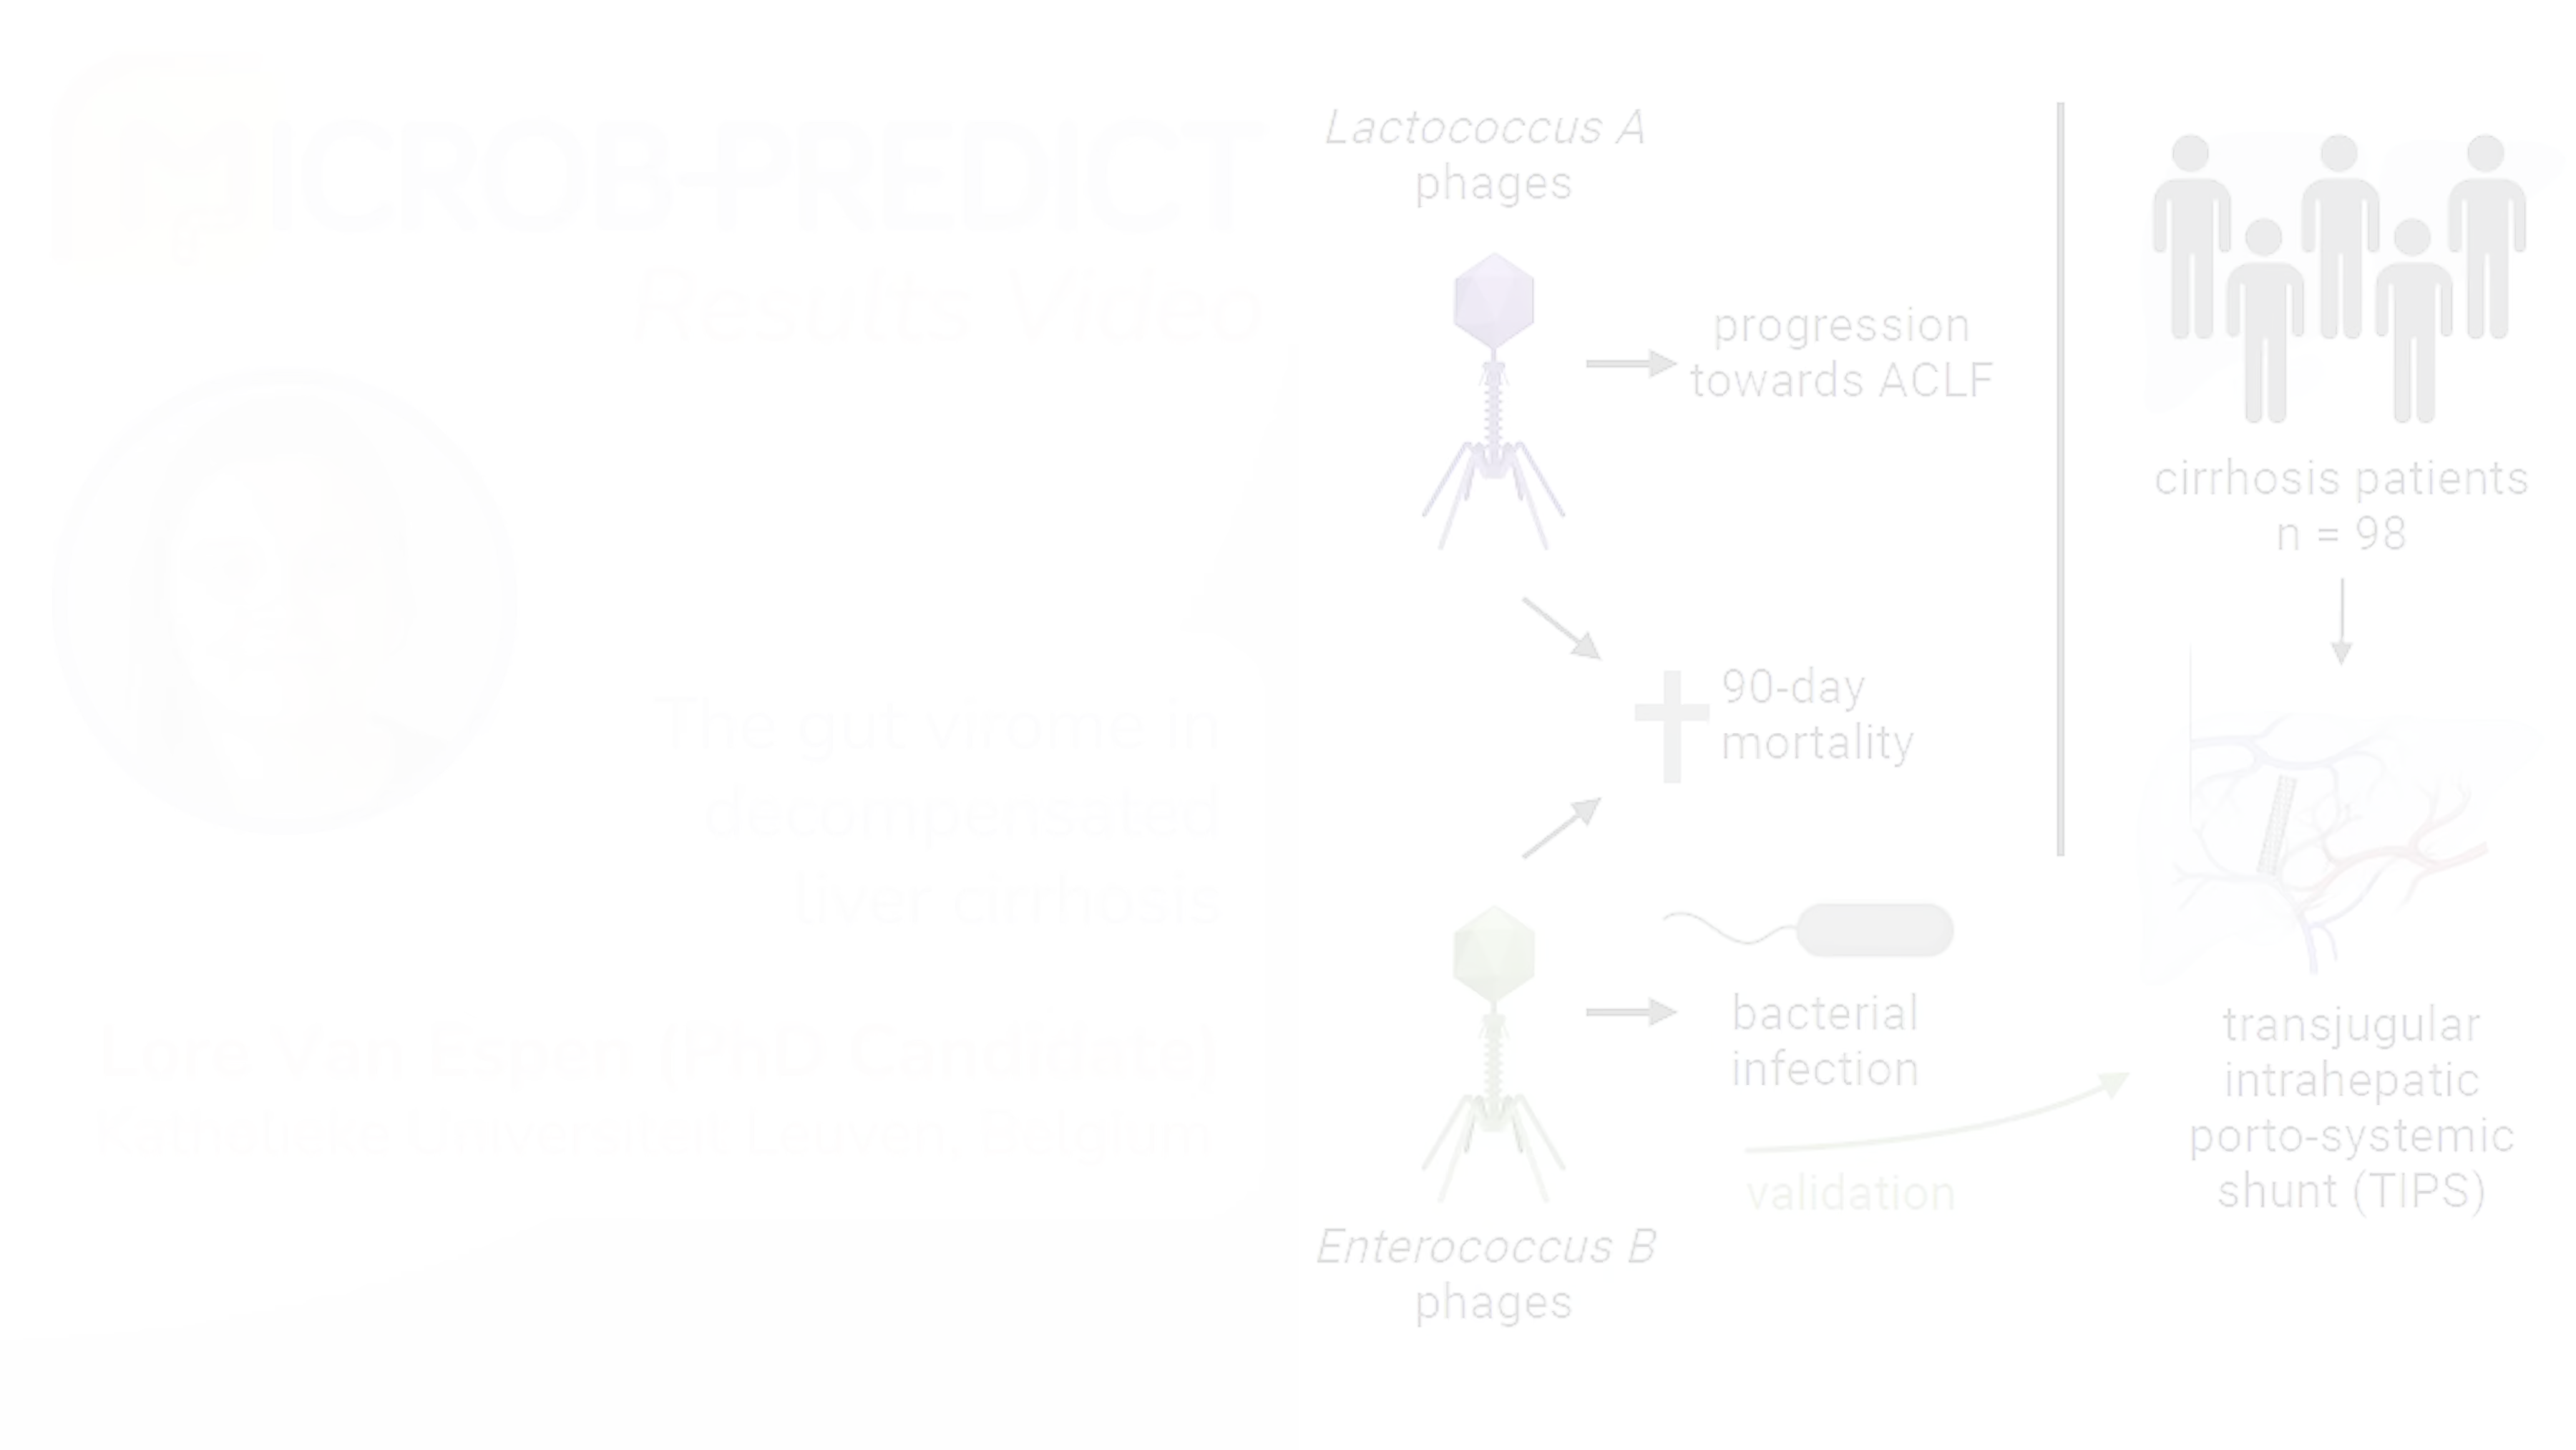 MICROB-PREDICT
Results Video
The gut virome in
decompensated
liver cirrhosis
Lore Van Espen (PhD Candidate)
Katholieke Universiteit Leuven, Belgium
Lactococcus A
phages
progression
towards ACLF
90-day
mortality
bacterial
infection
validation
Enterococcus B
phages
cirrhosis patients
n = 98
transjugular
intrahepatic
porto-systemic
shunt (TIPS)